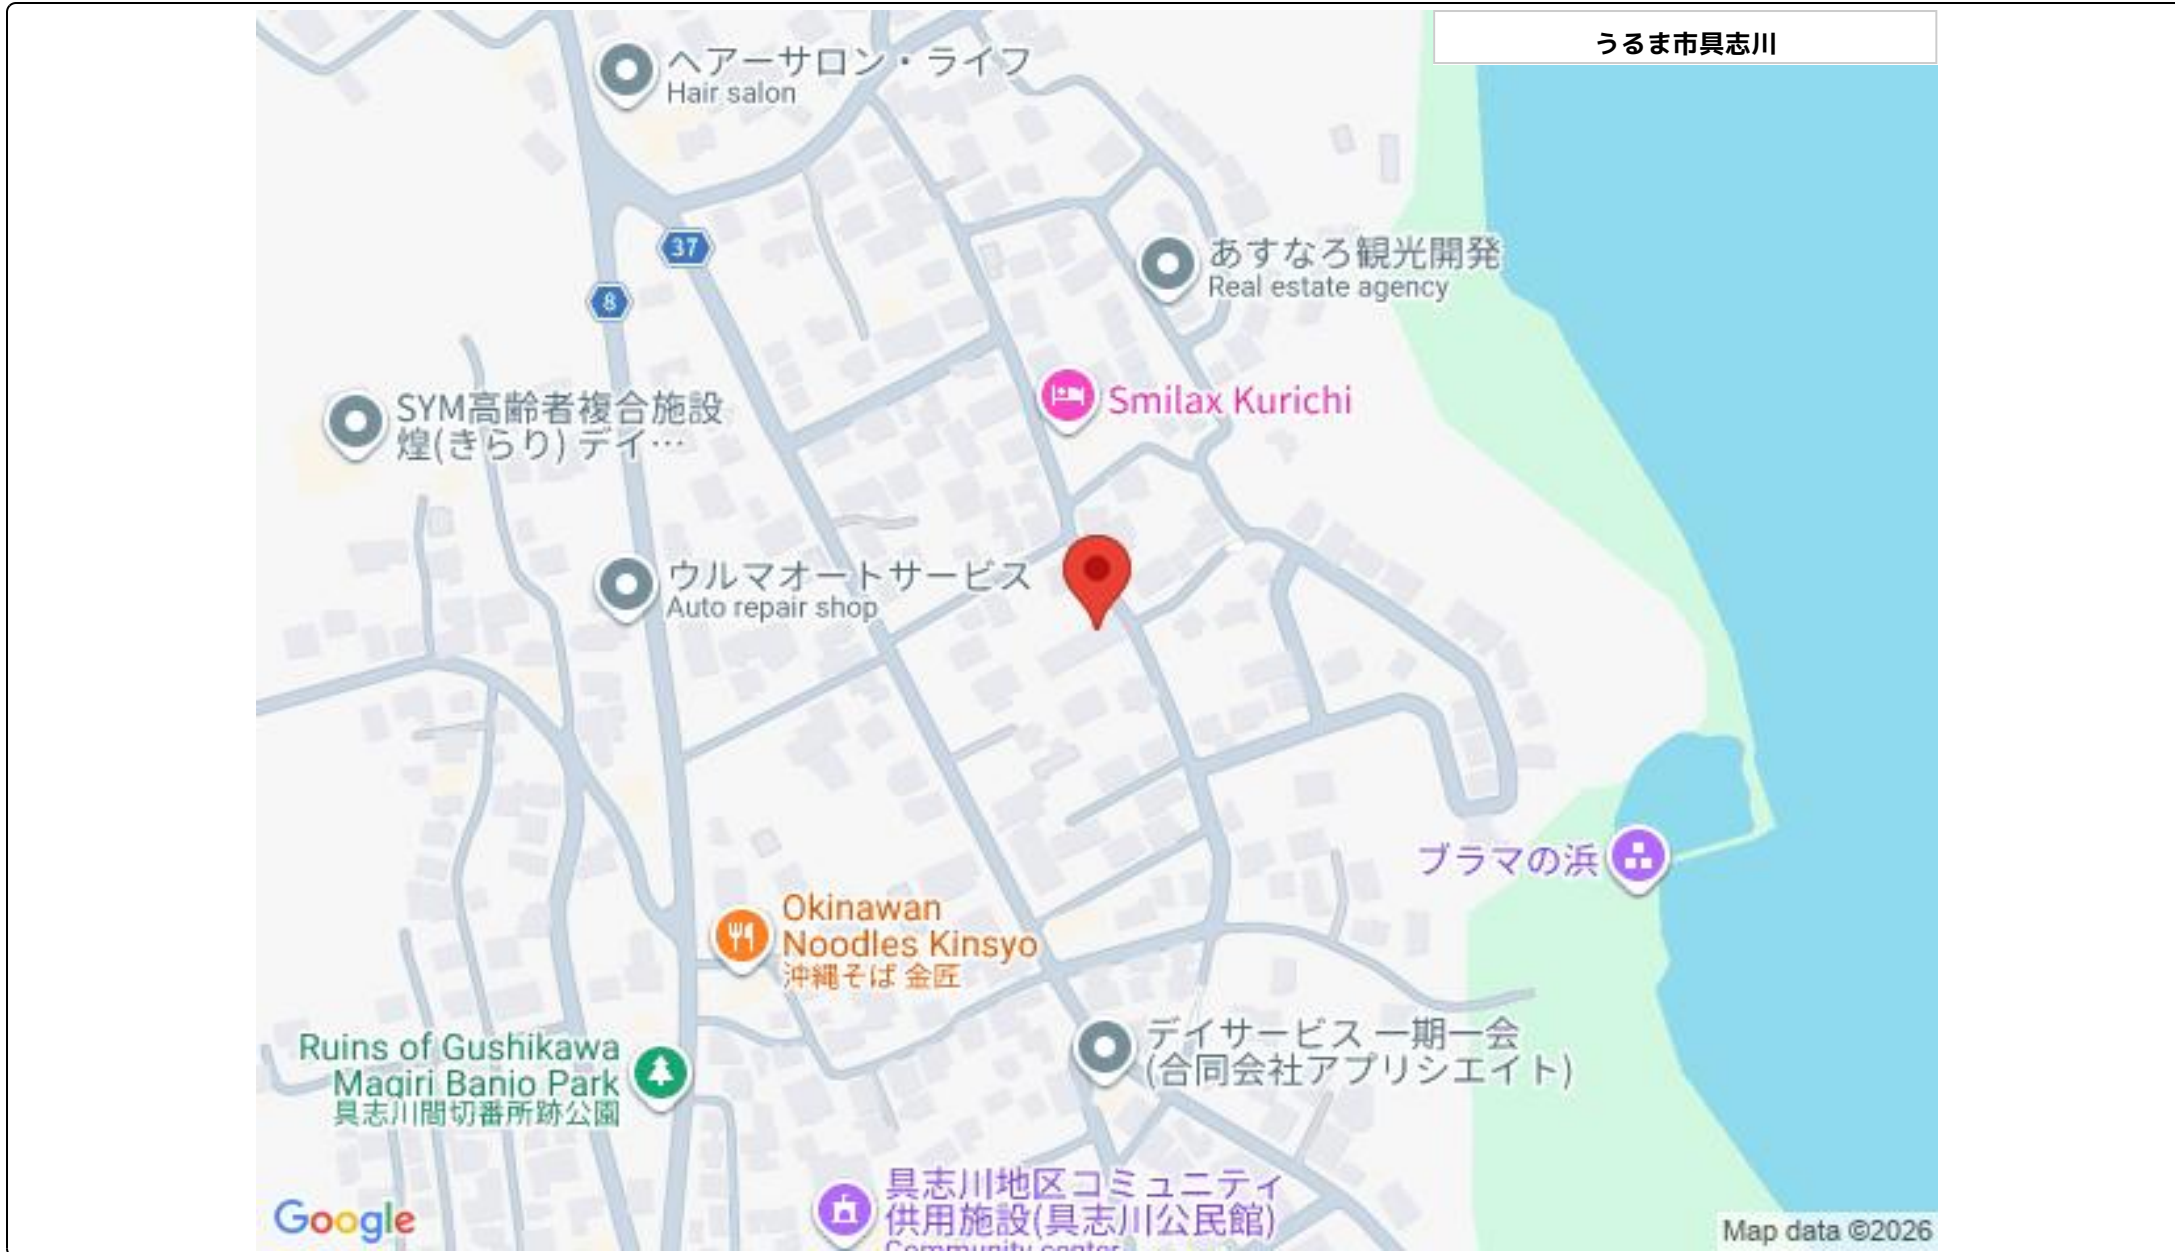 うるま市具志川
ヘアーサロン・ライフ
Hair salon
37
8
あすなろ観光開発
Real estate agency
Smilax Kurichi
SYM高齢者複合施設
煌(きらり) デイ…
ウルマオートサービス
Auto repair shop
ブラマの浜
Okinawan
Noodles Kinsyo
沖縄そば 金匠
デイサービス 一期一会
(合同会社アプリシエイト)
Ruins of Gushikawa
Magiri Banjo Park
具志川間切番所跡公園
具志川地区コミュニティ
供用施設(具志川公民館)
Community center
Google
Map data ©2026